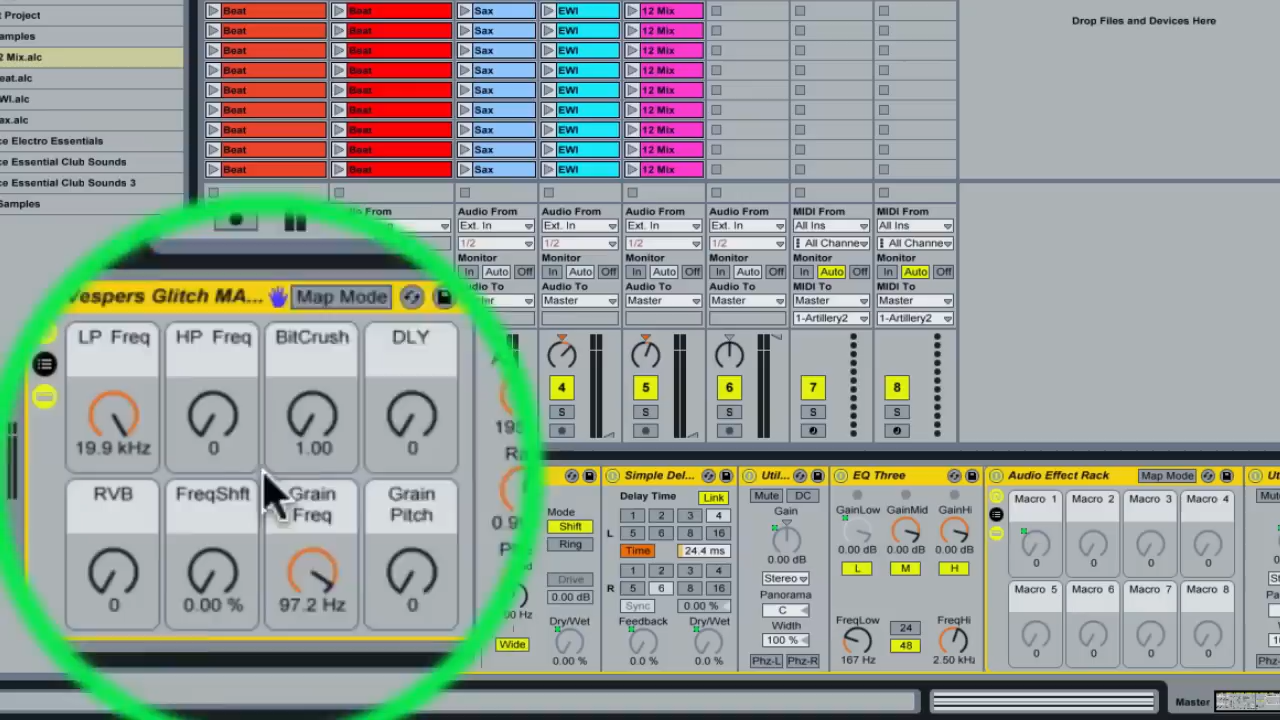 t Project
amples
2 Mix.alc
eat.alc
WI.alc
ax.alc
ce Electro Essentials
ce Essential Club Sounds
ce Essential Club Sounds 3
Samples
Beat Beat Sax EWI 12 Mix
Beat Beat Sax EWI 12 Mix
Beat Beat Sax EWI 12 Mix
Beat Beat Sax EWI 12 Mix
Beat Beat Sax EWI 12 Mix
Beat Beat Sax EWI 12 Mix
Beat Beat Sax EWI 12 Mix
Beat Beat Sax EWI 12 Mix
Beat Beat Sax EWI 12 Mix
Drop Files and Devices Here
From Audio From Audio From Audio From Audio From MIDI From MIDI From
Ext. In Ext. In Ext. In Ext. In All Ins All Ins
1/2 1/2 1/2 1/2 All Channe All Channe
Monitor Monitor Monitor Monitor Monitor Monitor
In Auto Off In Auto Off In Auto Off In Auto Off In Auto Off In Auto Off
Audio To Audio To Audio To Audio To MIDI To MIDI To
Master Master Master Master Master
1-Artillery2 1-Artillery2
4 5 6 7 8
S S S S S
Vespers Glitch MA... Map Mode
LP Freq HP Freq BitCrush DLY
19.9 kHz 0 1.00 0
RVB FreqShft Grain Freq Grain Pitch
0 0.00 % 97.2 Hz 0
Mode
Shift
Ring
Drive
0.00 dB
Dry/Wet
Wide 0.00 %
Simple Del...
Delay Time Link
L 1 2 3 4
5 6 8 16
Time 24.4 ms
R 1 2 3 4
5 6 8 16
Sync 0.00 %
Feedback Dry/Wet
0.0 % 0.0 %
Util...
Mute DC
Gain
0.00 dB
Stereo
Panorama
C
Width
100 %
Phz-L Phz-R
EQ Three
GainLow GainMid GainHi
0.00 dB 0.00 dB 0.00 dB
L M H
FreqLow 24 FreqHi
48
167 Hz 2.50 kHz
Audio Effect Rack Map Mode
Macro 1 Macro 2 Macro 3 Macro 4
0 0 0 0
Macro 5 Macro 6 Macro 7 Macro 8
0 0 0 0
Master